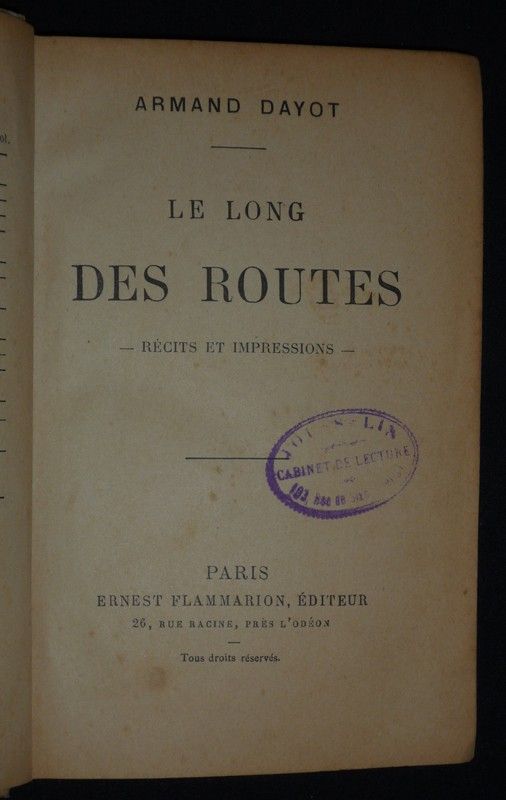 ol.
ARMAND DAYOT
LE LONG
DES ROUTES
— RÉCITS ET IMPRESSIONS —
CABINET DE LECTURE
PARIS
ERNEST FLAMMARION, ÉDITEUR
26, RUE RACINE, PRÈS L'ODÉON
Tous droits réservés.